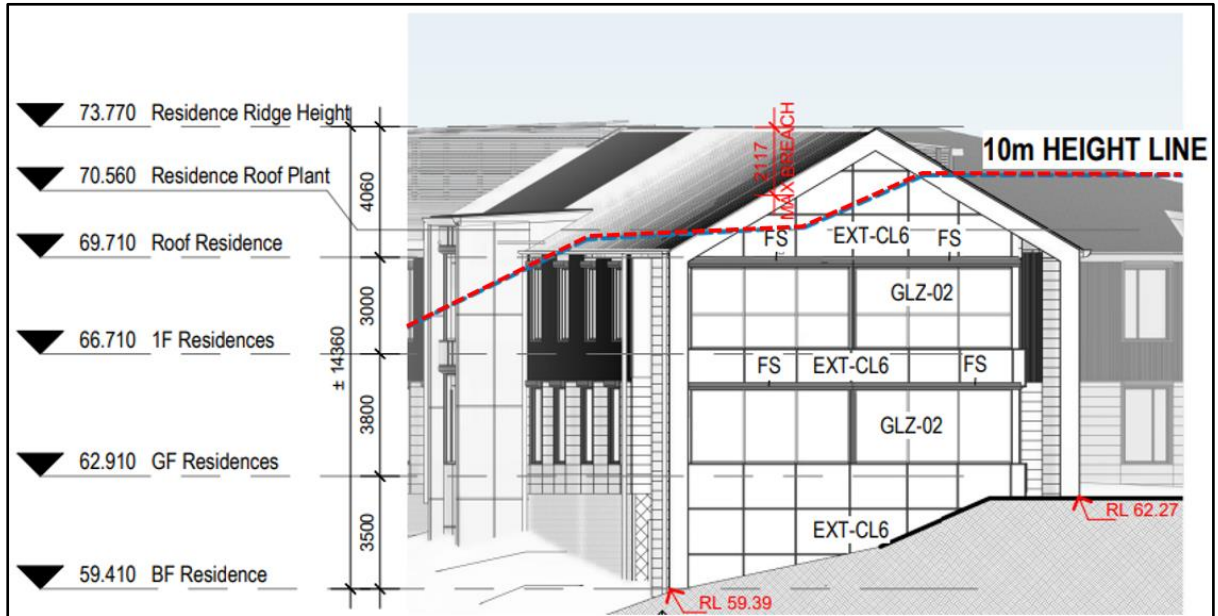 73.770 Residence Ridge Height
70.560 Residence Roof Plant
69.710 Roof Residence
66.710 1F Residences
62.910 GF Residences
59.410 BF Residence
± 14360
4060
3000
3800
3500
2117
MAX BREACH
10m HEIGHT LINE
FS EXT-CL6 FS
GLZ-02
FS EXT-CL6 FS
GLZ-02
EXT-CL6
RL 62.27
RL 59.39